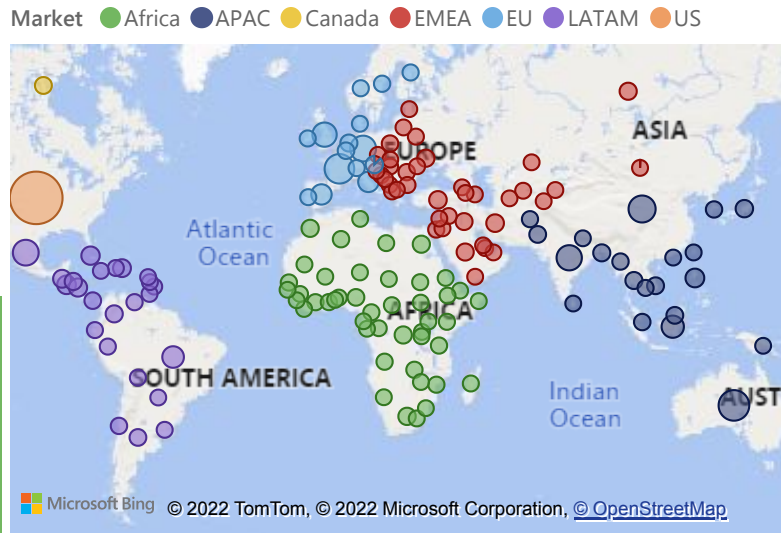 Market Africa APAC Canada EMEA EU LATAM US
ASIA
EUROPE
Atlantic
Ocean
AFRICA
SOUTH AMERICA
Indian
Ocean
AUST
Microsoft Bing © 2022 TomTom, © 2022 Microsoft Corporation, © OpenStreetMap